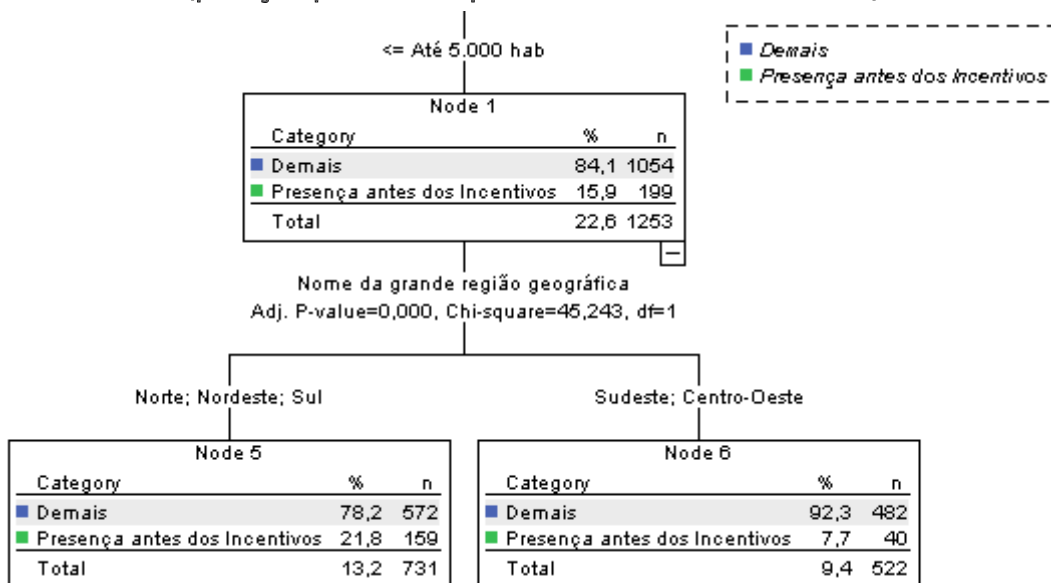 <= Até 5.000 hab
Demais
Presença antes dos Incentivos
Node 1
Category % n
Demais 84,1 1054
Presença antes dos Incentivos 15,9 199
Total 22,6 1253
Nome da grande região geográfica
Adj. P-value=0,000, Chi-square=45,243, df=1
Norte; Nordeste; Sul
Sudeste; Centro-Oeste
Node 5
Category % n
Demais 78,2 572
Presença antes dos Incentivos 21,8 159
Total 13,2 731
Node 6
Category % n
Demais 92,3 482
Presença antes dos Incentivos 7,7 40
Total 9,4 522